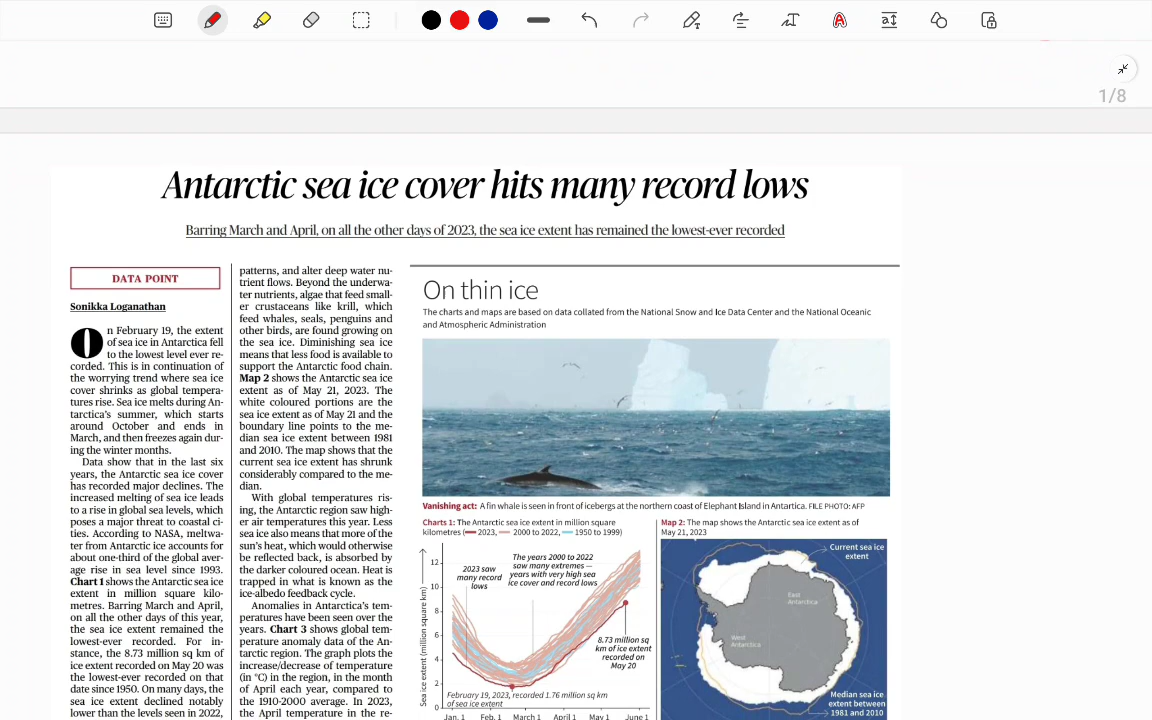 1/8
Antarctic sea ice cover hits many record lows
Barring March and April, on all the other days of 2023, the sea ice extent has remained the lowest-ever recorded
DATA POINT
Sonikka Loganathan
On February 19, the extent
of sea ice in Antarctica fell
to the lowest level ever re-
corded. This is in continuation of
the worrying trend where sea ice
cover shrinks as global tempera-
tures rise. Sea ice melts during An-
tarctica's summer, which starts
around October and ends in
March, and then freezes again dur-
ing the winter months.
Data show that in the last six
years, the Antarctic sea ice cover
has recorded major declines. The
increased melting of sea ice leads
to a rise in global sea levels, which
poses a major threat to coastal ci-
ties. According to NASA, meltwa-
ter from Antarctic ice accounts for
about one-third of the global aver-
age rise in sea level since 1993.
Chart 1 shows the Antarctic sea ice
extent in million square kilo-
metres. Barring March and April,
on all the other days of this year,
the sea ice extent remained the
lowest-ever recorded. For in-
stance, the 8.73 million sq km of
ice extent recorded on May 20 was
the lowest-ever recorded on that
date since 1950. On many days, the
sea ice extent declined notably
lower than the levels seen in 2022,
patterns, and alter deep water nu-
trient flows. Beyond the underwa-
ter nutrients, algae that feed small-
er crustaceans like krill, which
feed whales, seals, penguins and
other birds, are found growing on
the sea ice. Diminishing sea ice
means that less food is available to
support the Antarctic food chain.
Map 2 shows the Antarctic sea ice
extent as of May 21, 2023. The
white coloured portions are the
sea ice extent as of May 21 and the
boundary line points to the me-
dian sea ice extent between 1981
and 2010. The map shows that the
current sea ice extent has shrunk
considerably compared to the me-
dian.
With global temperatures ris-
ing, the Antarctic region saw high-
er air temperatures this year. Less
sea ice also means that more of the
sun's heat, which would otherwise
be reflected back, is absorbed by
the darker coloured ocean. Heat is
trapped in what is known as the
ice-albedo feedback cycle.
Anomalies in Antarctica's tem-
peratures have been seen over the
years. Chart 3 shows global tem-
perature anomaly data of the An-
tarctic region. The graph plots the
increase/decrease of temperature
(in °C) in the region, in the month
of April each year, compared to
the 1910-2000 average. In 2023,
the April temperature in the re-
On thin ice
The charts and maps are based on data collated from the National Snow and Ice Data Center and the National Oceanic
and Atmospheric Administration
Vanishing act: A fin whale is seen in front of icebergs at the northern coast of Elephant Island in Antartica. FILE PHOTO: AFP
Charts 1: The Antarctic sea ice extent in million square
kilometres (2023, 2000 to 2022, 1950 to 1999)
Sea ice extent (million square km)
12
10
8
6
4
2
0
2023 saw
many record
lows
The years 2000 to 2022
saw many extremes —
years with very high sea
ice cover and record lows
8.73 million sq
km of ice extent
recorded on
May 20
February 19, 2023, recorded 1.76 million sq km
of sea ice extent
Jan. 1 Feb. 1 March 1 April 1 May 1 June 1
Map 2: The map shows the Antarctic sea ice extent as of
May 21, 2023
Current sea ice
extent
East
Antarctica
West
Antarctica
Median sea ice
extent between
1981 and 2010